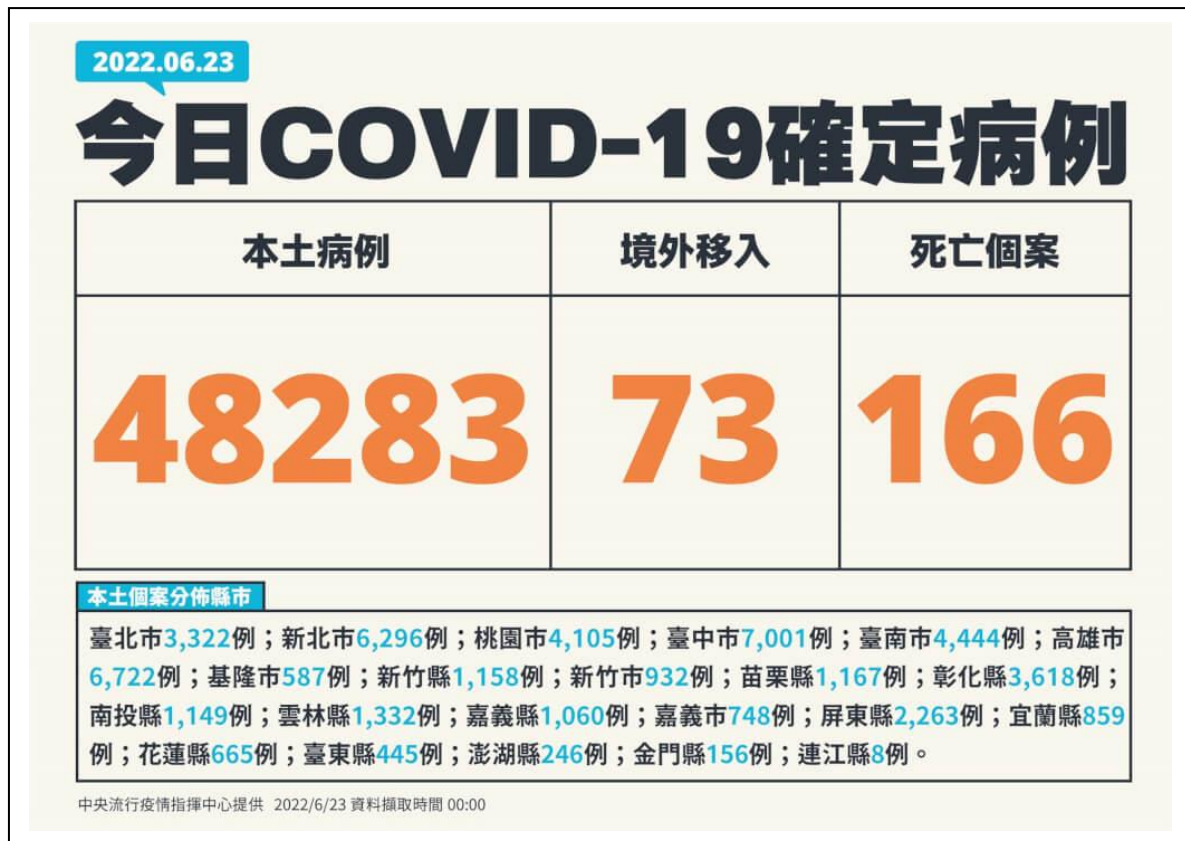 2022.06.23
今日COVID-19確定病例
本土病例 境外移入 死亡個案
48283 73 166
本土個案分佈縣市
臺北市3,322例；新北市6,296例；桃園市4,105例；臺中市7,001例；臺南市4,444例；高雄市
6,722例；基隆市587例；新竹縣1,158例；新竹市932例；苗栗縣1,167例；彰化縣3,618例；
南投縣1,149例；雲林縣1,332例；嘉義縣1,060例；嘉義市748例；屏東縣2,263例；宜蘭縣859
例；花蓮縣665例；臺東縣445例；澎湖縣246例；金門縣156例；連江縣8例。
中央流行疫情指揮中心提供 2022/6/23 資料擷取時間 00:00